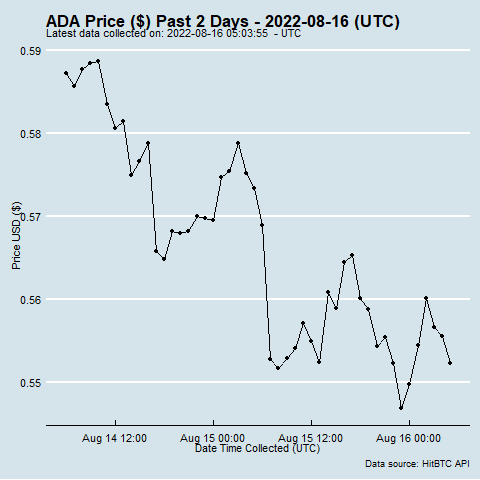 ADA Price ($) Past 2 Days - 2022-08-16 (UTC)
Latest data collected on: 2022-08-16 05:03:55 - UTC
0.59
0.58
0.57
0.56
0.55
Price USD ($)
Aug 14 12:00 Aug 15 00:00 Aug 15 12:00 Aug 16 00:00
Date Time Collected (UTC)
Data source: HitBTC API